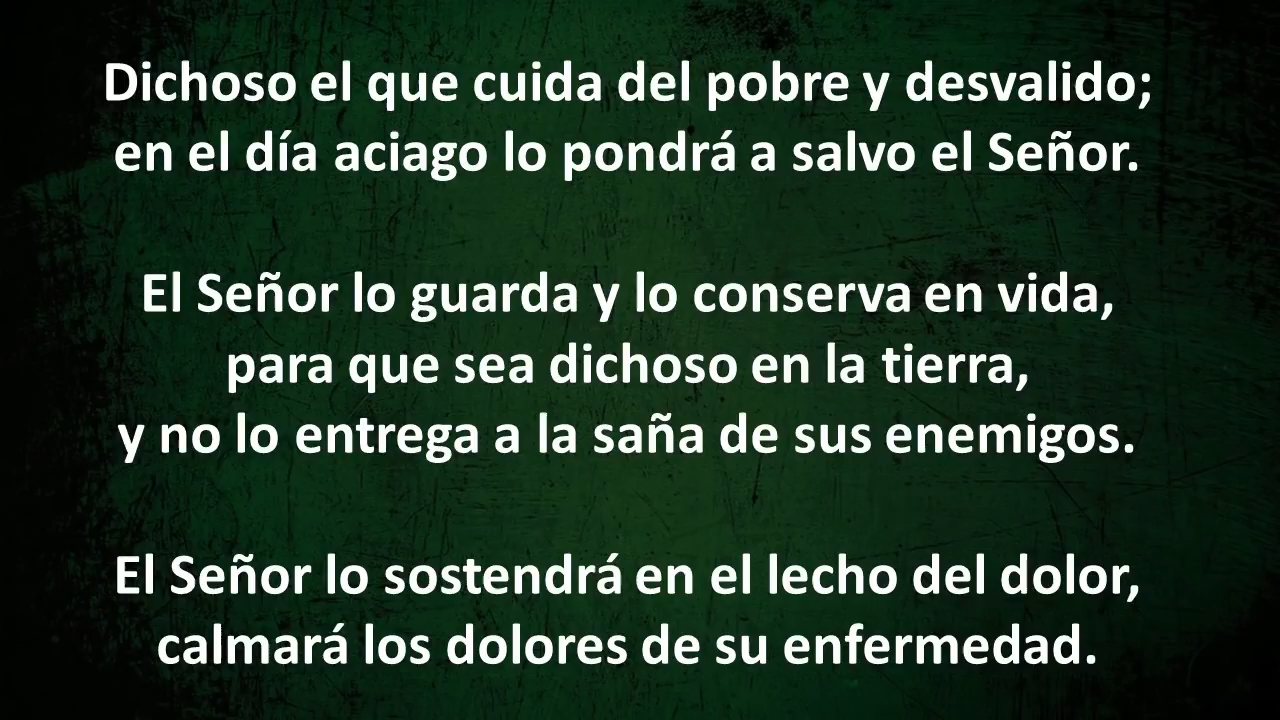 Dichoso el que cuida del pobre y desvalido;
en el día aciago lo pondrá a salvo el Señor.
El Señor lo guarda y lo conserva en vida,
para que sea dichoso en la tierra,
y no lo entrega a la saña de sus enemigos.
El Señor lo sostendrá en el lecho del dolor,
calmará los dolores de su enfermedad.